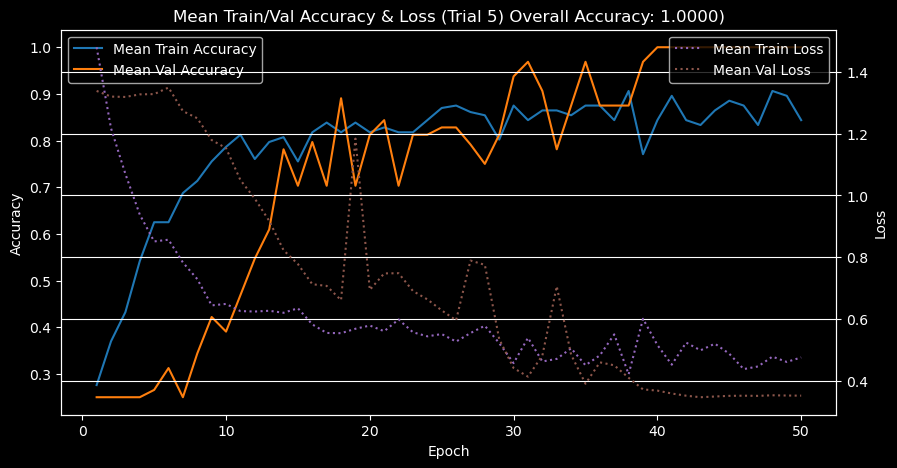 Mean Train/Val Accuracy & Loss (Trial 5) Overall Accuracy: 1.0000)
Mean Train Accuracy
Mean Val Accuracy
Mean Train Loss
Mean Val Loss
1.0
0.9
0.8
0.7
0.6
0.5
0.4
0.3
Accuracy
1.4
1.2
1.0
0.8
0.6
0.4
Loss
0 10 20 30 40 50
Epoch